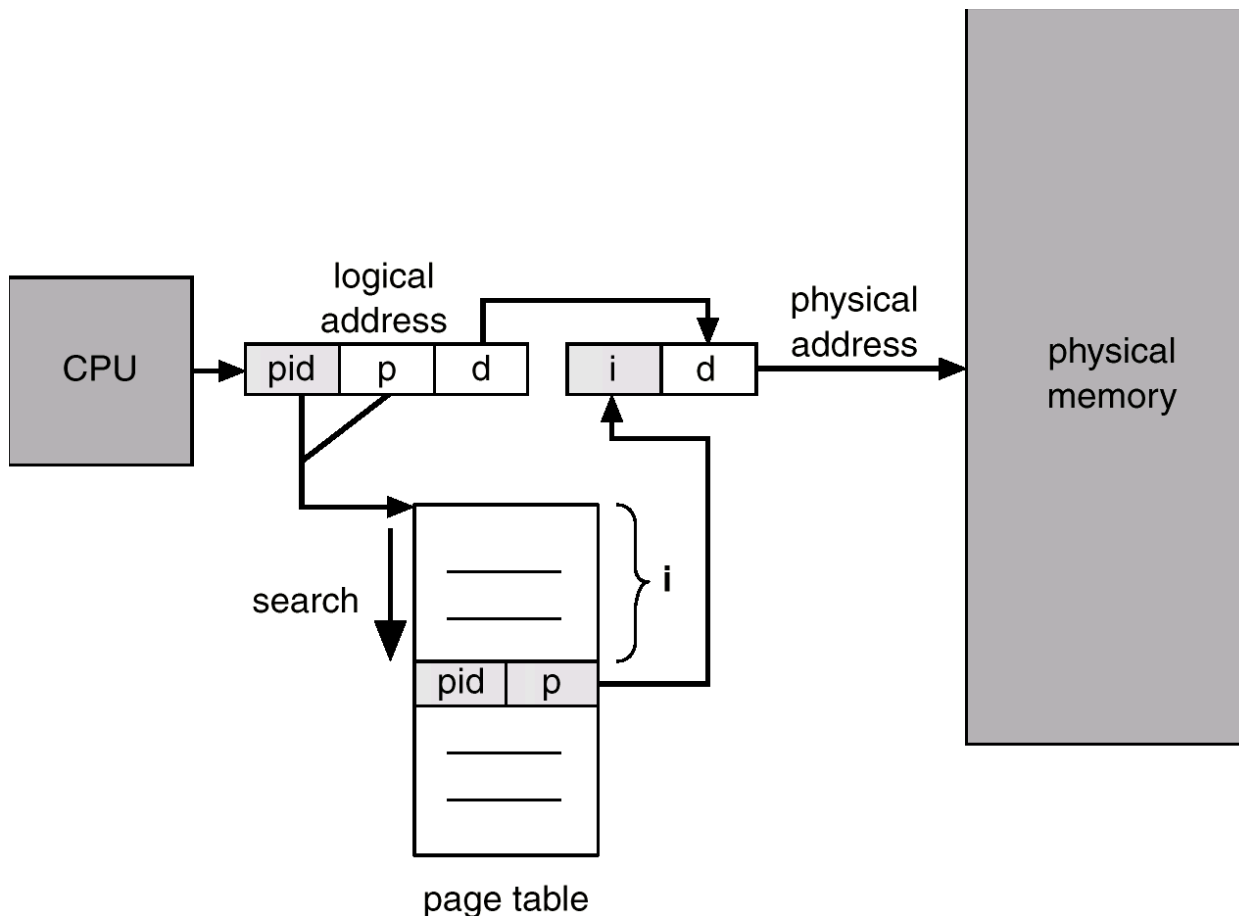 logical
address
physical
address
CPU
pid
p
d
i
d
physical
memory
search
i
pid
p
page table